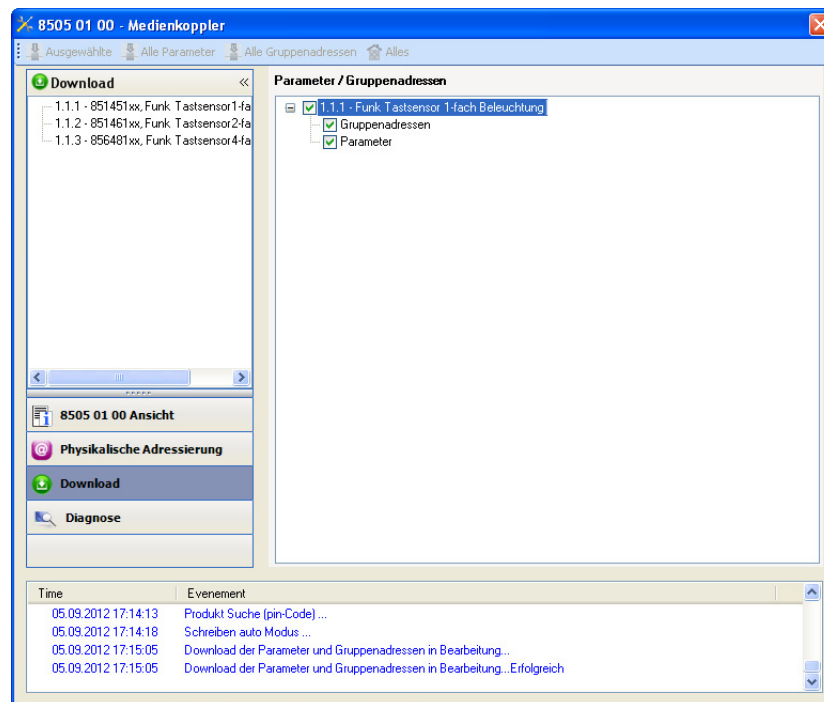 8505 01 00 - Medienkoppler
Ausgewählte Alle Parameter Alle Gruppenadressen Alles
Download «
1.1.1 - 851451xx, Funk Tastsensor1-fa
1.1.2 - 851461xx, Funk Tastsensor2-fa
1.1.3 - 856481xx, Funk Tastsensor4-fa
8505 01 00 Ansicht
Physikalische Adressierung
Download
Diagnose
Parameter / Gruppenadressen
1.1.1 - Funk Tastsensor 1-fach Beleuchtung
Gruppenadressen
Parameter
Time Evenement
05.09.2012 17:14:13 Produkt Suche (pin-Code) ...
05.09.2012 17:14:18 Schreiben auto Modus ...
05.09.2012 17:15:05 Download der Parameter und Gruppenadressen in Bearbeitung...
05.09.2012 17:15:05 Download der Parameter und Gruppenadressen in Bearbeitung...Erfolgreich